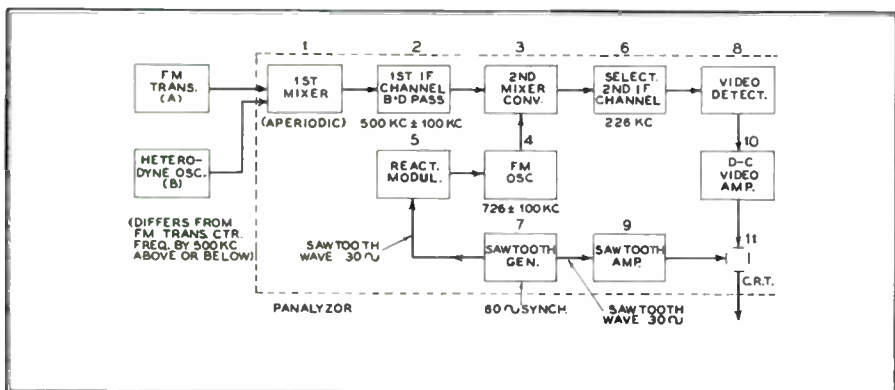 1
2
3
6
8
FM
TRANS.
(A)
1ST
MIXER
1ST IF
CHANNEL
B'D PASS
2ND
MIXER
CONV.
SELECT.
2ND IF
CHANNEL
VIDEO
DETECT.
(APERIODIC)
500 KC ± 100 KC
226 KC
5
4
10
HETERO-
DYNE OSC.
(B)
REACT.
MODUL.
FM
OSC
D-C
VIDEO
AMP.
726 ± 100 KC
(DIFFERS FROM
FM TRANS. CTR.
FREQ. BY 500 KC
ABOVE OR BELOW)
7
9
11
SAWTOOTH
WAVE 30~
SAWTOOTH
GEN.
SAWTOOTH
AMP.
C.R.T.
PANALYZOR
60~SYNCH.
SAWTOOTH
WAVE 30~